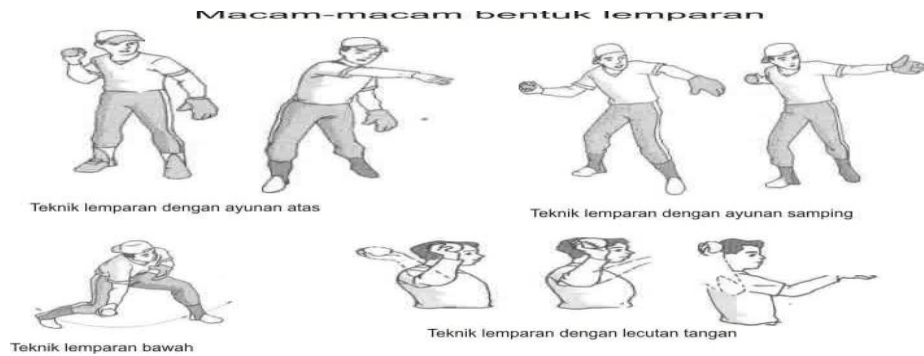 Macam-macam bentuk lemparan
Teknik lemparan dengan ayunan atas
Teknik lemparan dengan ayunan samping
Teknik lemparan bawah
Teknik lemparan dengan lecutan tangan